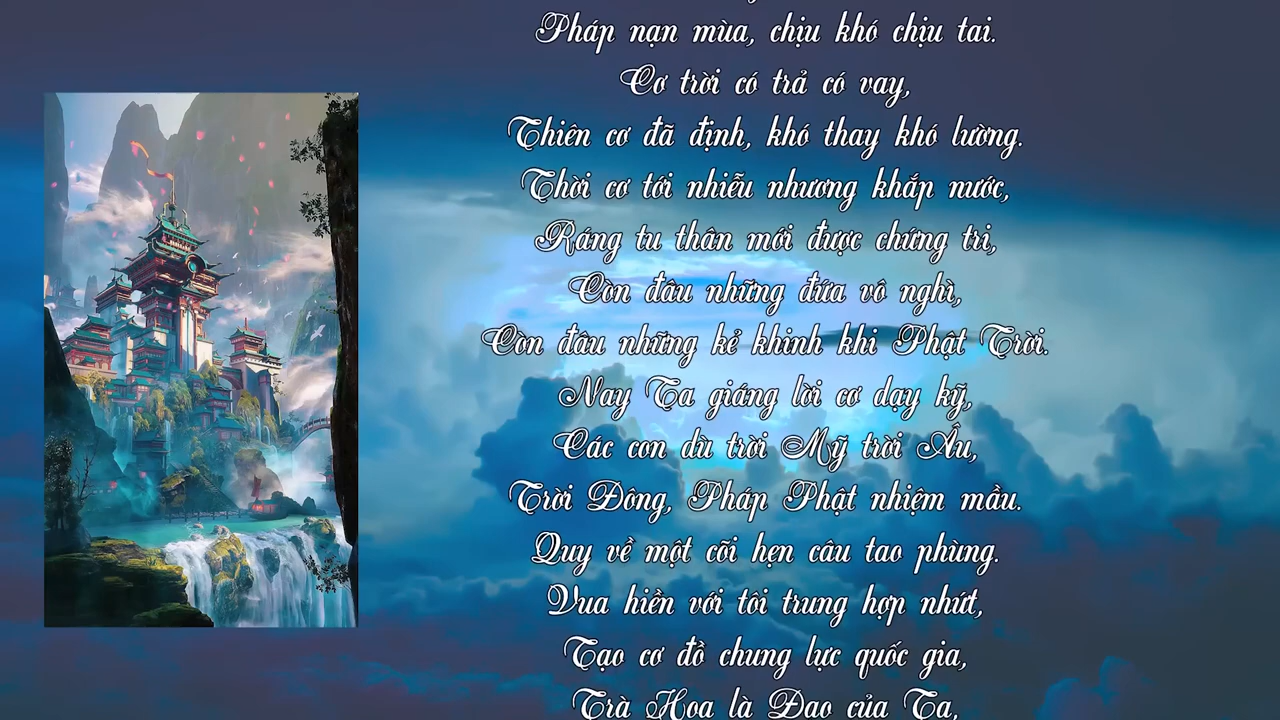 Pháp nạn mùa, chịu khó chịu tai.
Cơ trời có trả có vay,
Thiên cơ đã định, khó thay khó lường.
Thời cơ tới nhiễu nhương khắp nước,
Ráng tu thân mới được chứng tri,
Còn đâu những đứa vô nghì,
Còn đâu những kẻ khinh khi Phật Trời.
Nay Ta giáng lời cơ dạy kỹ,
Các con dù trời Mỹ trời Âu,
Trời Đông, Pháp Phật nhiệm mầu.
Quy về một cõi hẹn câu tao phùng.
Vua hiền với tôi trung hợp nhứt,
Tạo cơ đồ chung lực quốc gia,
Trà Hoa là Đạo của Ta,